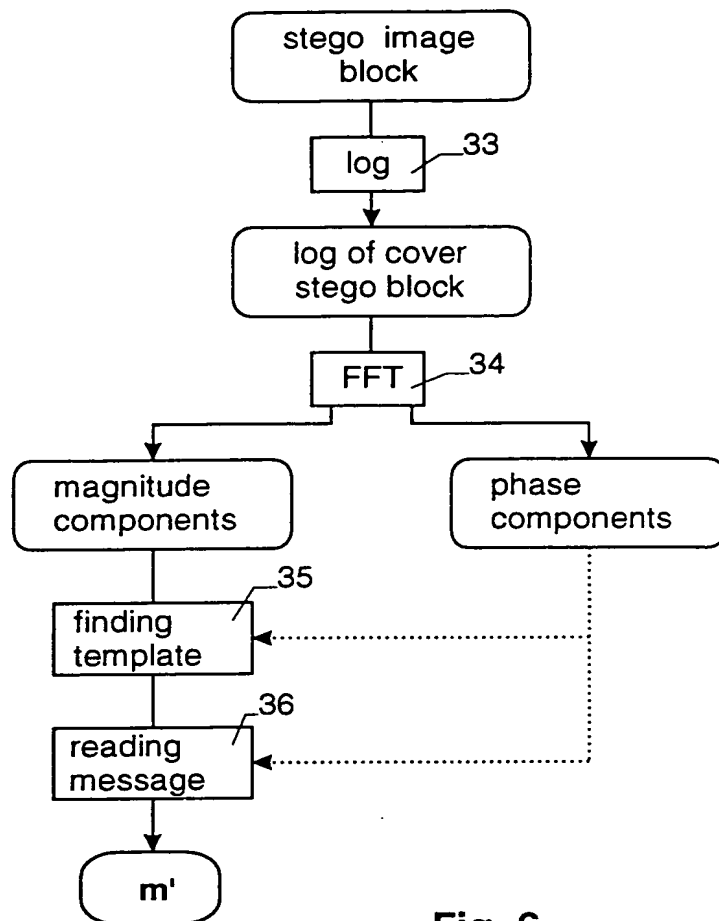 stego image
block
log
33
log of cover
stego block
FFT
34
magnitude
components
phase
components
35
finding
template
36
reading
message
m'
Fig.